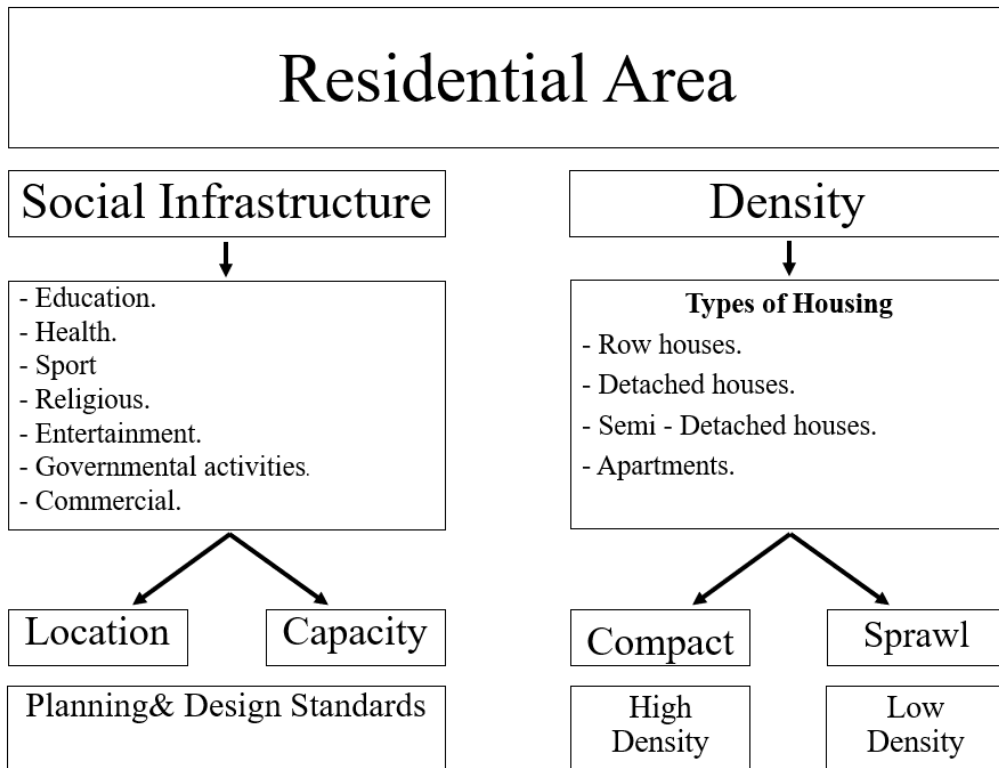 Residential Area
Social Infrastructure
- Education.
- Health.
- Sport
- Religious.
- Entertainment.
- Governmental activities.
- Commercial.
Location
Capacity
Planning& Design Standards
Density
Types of Housing
- Row houses.
- Detached houses.
- Semi - Detached houses.
- Apartments.
Compact
Sprawl
High
Density
Low
Density